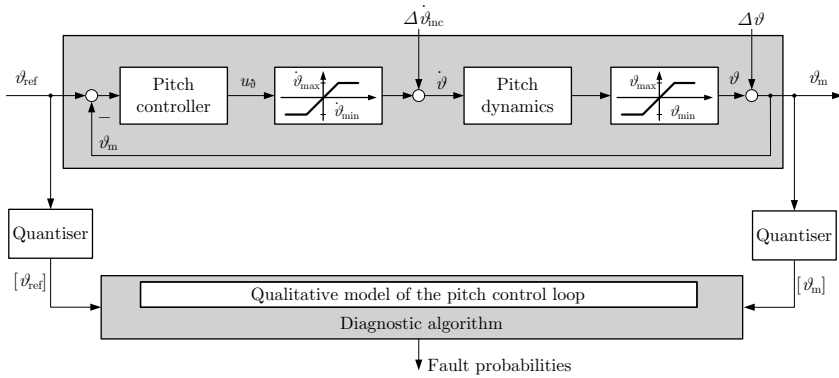 Δϑ̇inc
Δϑ
ϑref
Pitch
controller
uϑ̇
ϑ̇max
ϑ̇min
ϑ̇
Pitch
dynamics
ϑmax
ϑmin
ϑ
ϑm
−
ϑm
Quantiser
Quantiser
[ϑref]
[ϑm]
Qualitative model of the pitch control loop
Diagnostic algorithm
Fault probabilities